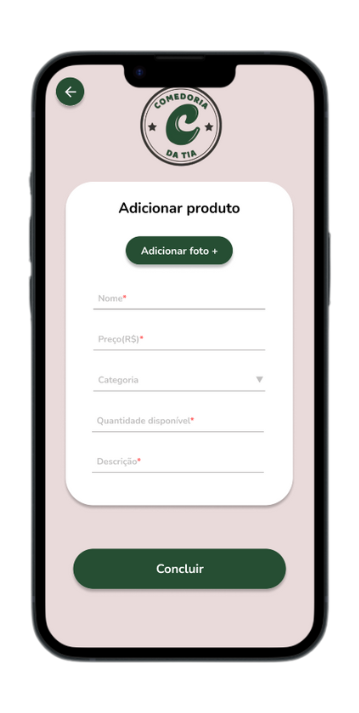 COMEDORIA
C
DA TIA
Adicionar produto
Adicionar foto +
Nome*
Preço(R$)*
Categoria
Quantidade disponível*
Descrição*
Concluir